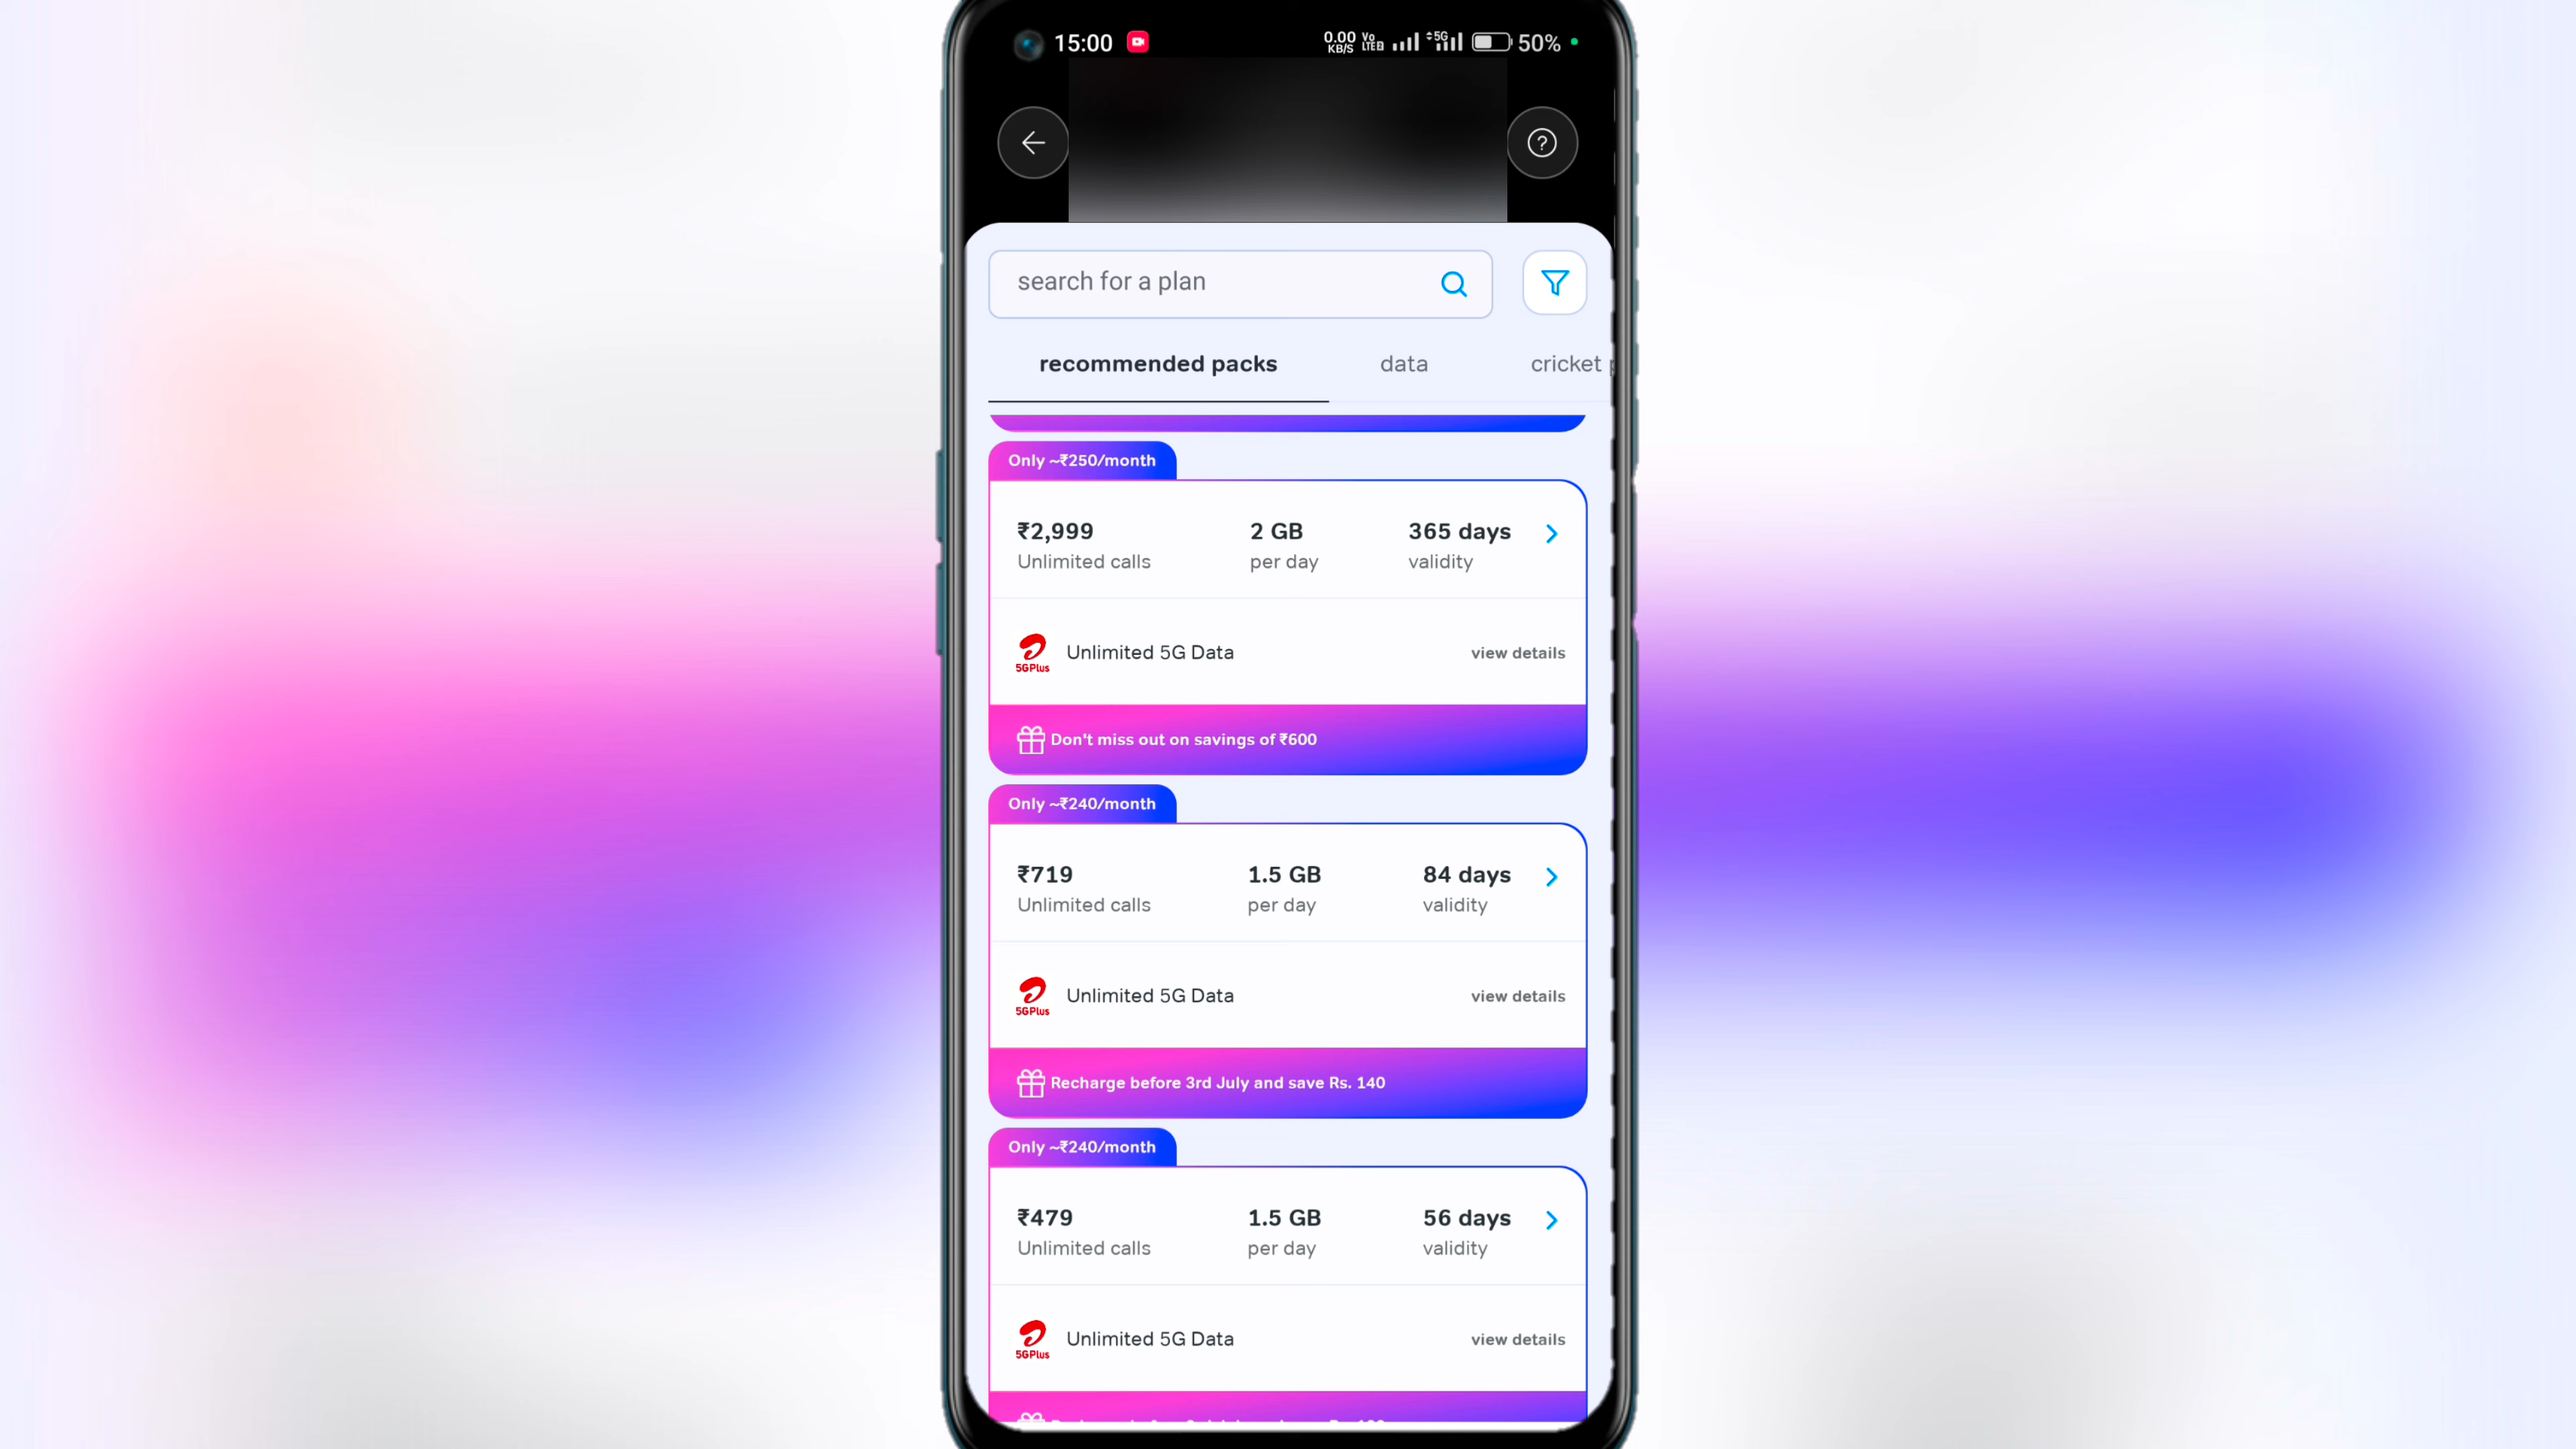 15:00 0.00 KB/S Vo LTE2 5G 50%
search for a plan
recommended packs data cricket
Only ~₹250/month
₹2,999 2 GB 365 days
Unlimited calls per day validity
5GPlus Unlimited 5G Data view details
Don't miss out on savings of ₹600
Only ~₹240/month
₹719 1.5 GB 84 days
Unlimited calls per day validity
5GPlus Unlimited 5G Data view details
Recharge before 3rd July and save Rs. 140
Only ~₹240/month
₹479 1.5 GB 56 days
Unlimited calls per day validity
5GPlus Unlimited 5G Data view details